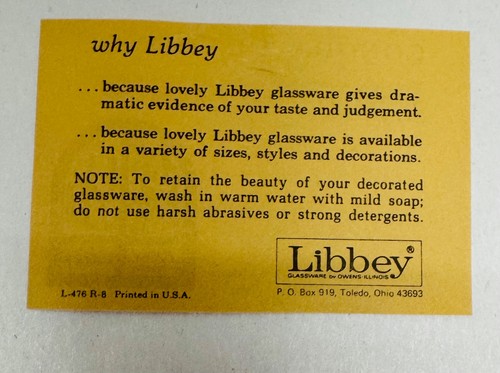 why Libbey
...because lovely Libbey glassware gives dra-
matic evidence of your taste and judgement.
...because lovely Libbey glassware is available
in a variety of sizes, styles and decorations.
NOTE: To retain the beauty of your decorated
glassware, wash in warm water with mild soap;
do not use harsh abrasives or strong detergents.
Libbey®
GLASSWARE BY OWENS-ILLINOIS
L-476 R-8 Printed in U.S.A.
P. O. Box 919, Toledo, Ohio 43693